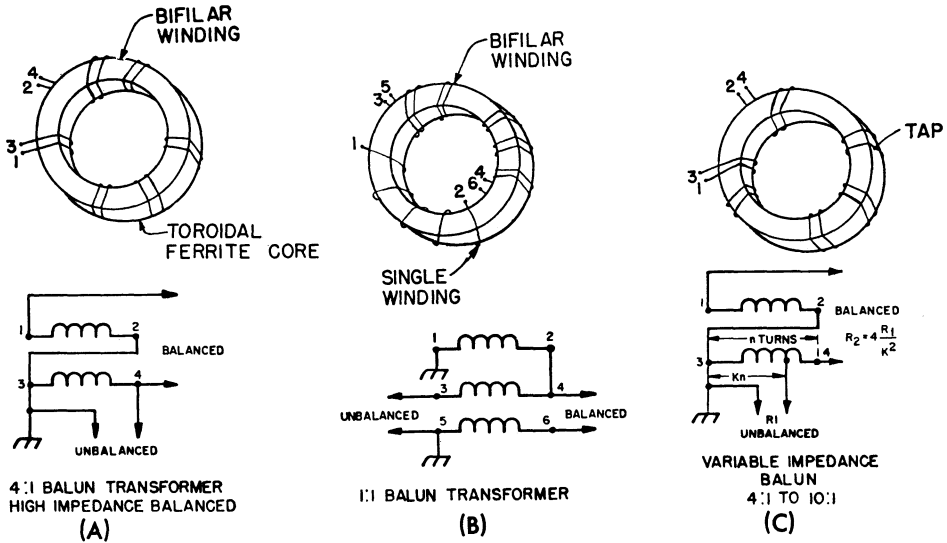 BIFILAR
WINDING
4
2
3
1
TOROIDAL
FERRITE CORE
1
2
BALANCED
3
4
UNBALANCED
4:1 BALUN TRANSFORMER
HIGH IMPEDANCE BALANCED
(A)
BIFILAR
WINDING
5
3
1
4
6
2
SINGLE
WINDING
1
2
3
4
UNBALANCED
BALANCED
5
6
1:1 BALUN TRANSFORMER
(B)
4
2
TAP
3
1
1
2
BALANCED
n TURNS
R2=4 R1/K²
3
4
Kn
R1
UNBALANCED
VARIABLE IMPEDANCE
BALUN
4:1 TO 10:1
(C)